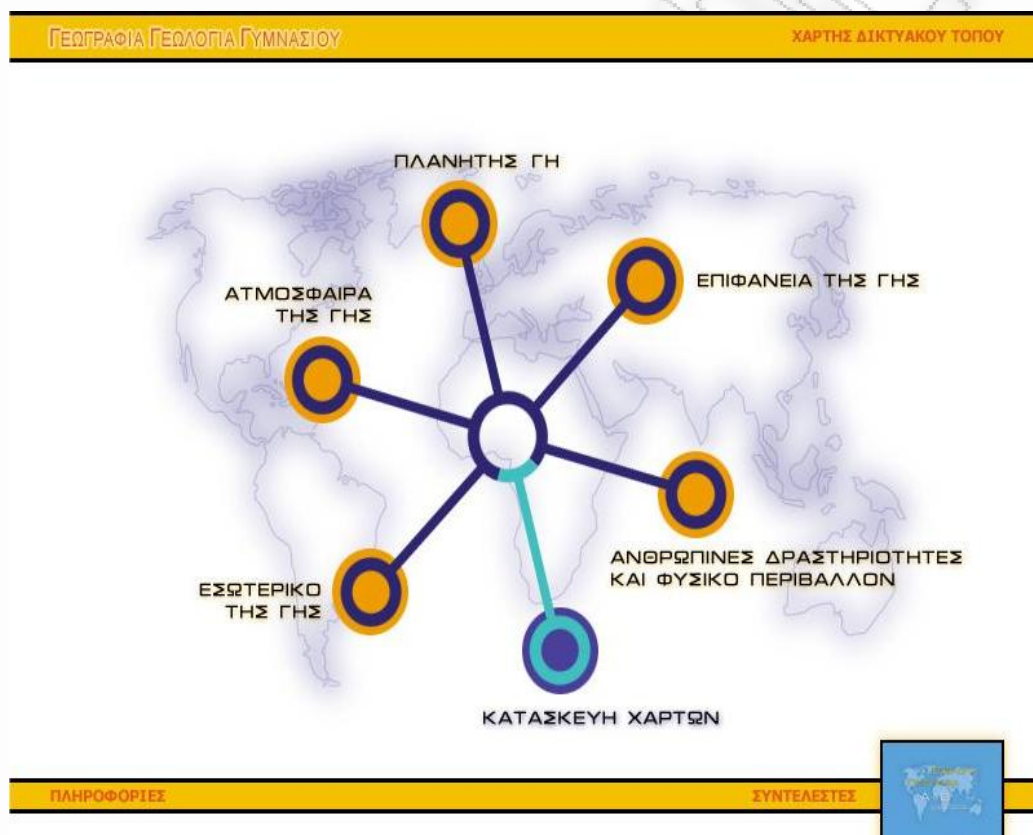 ΓΕΩΓΡΑΦΙΑ ΓΕΩΛΟΓΙΑ ΓΥΜΝΑΣΙΟΥ
ΧΑΡΤΗΣ ΔΙΚΤΥΑΚΟΥ ΤΟΠΟΥ
ΠΛΑΝΗΤΗΣ ΓΗ
ΕΠΙΦΑΝΕΙΑ ΤΗΣ ΓΗΣ
ΑΤΜΟΣΦΑΙΡΑ
ΤΗΣ ΓΗΣ
ΑΝΘΡΩΠΙΝΕΣ ΔΡΑΣΤΗΡΙΟΤΗΤΕΣ
ΚΑΙ ΦΥΣΙΚΟ ΠΕΡΙΒΑΛΛΟΝ
ΕΣΩΤΕΡΙΚΟ
ΤΗΣ ΓΗΣ
ΚΑΤΑΣΚΕΥΗ ΧΑΡΤΩΝ
ΠΛΗΡΟΦΟΡΙΕΣ
ΣΥΝΤΕΛΕΣΤΕΣ